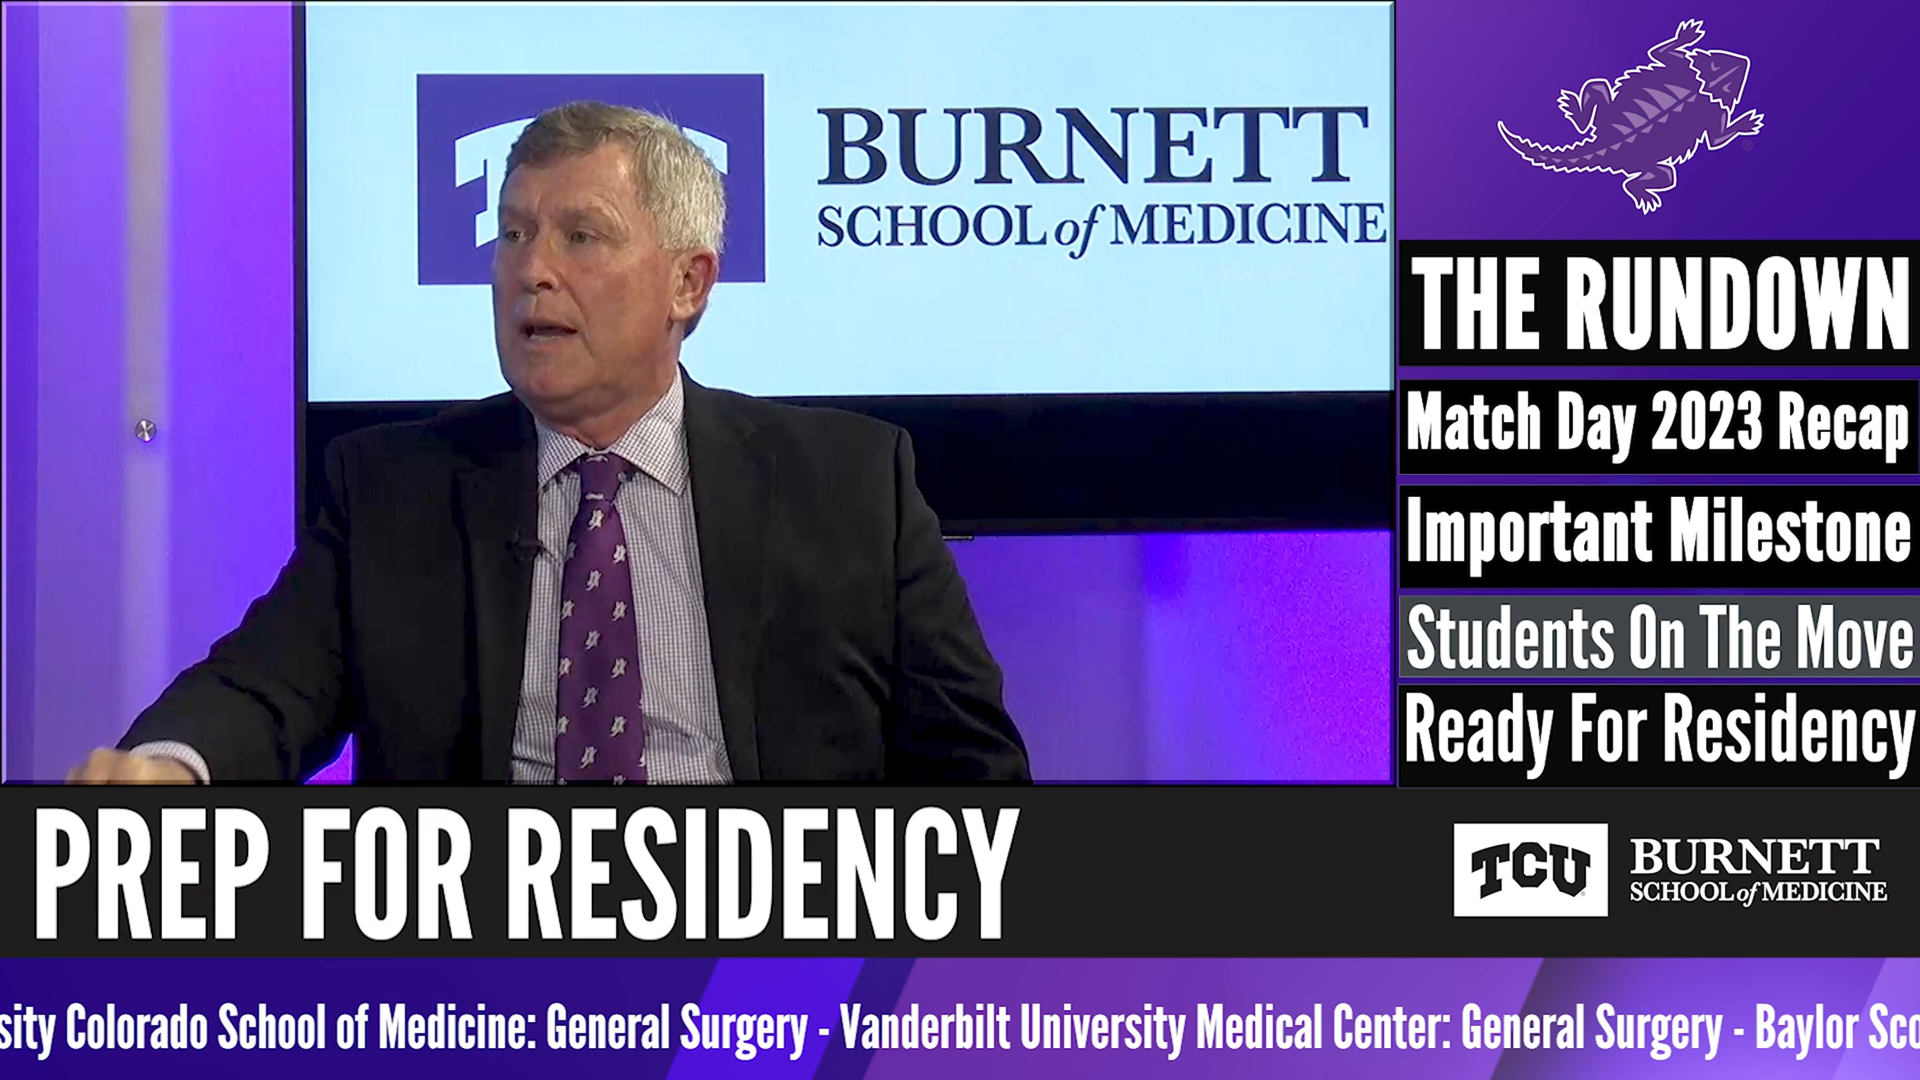 BURNETT
SCHOOL of MEDICINE
THE RUNDOWN
Match Day 2023 Recap
Important Milestone
Students On The Move
Ready For Residency
PREP FOR RESIDENCY
TCU
BURNETT
SCHOOL of MEDICINE
sity Colorado School of Medicine: General Surgery - Vanderbilt University Medical Center: General Surgery - Baylor Sco